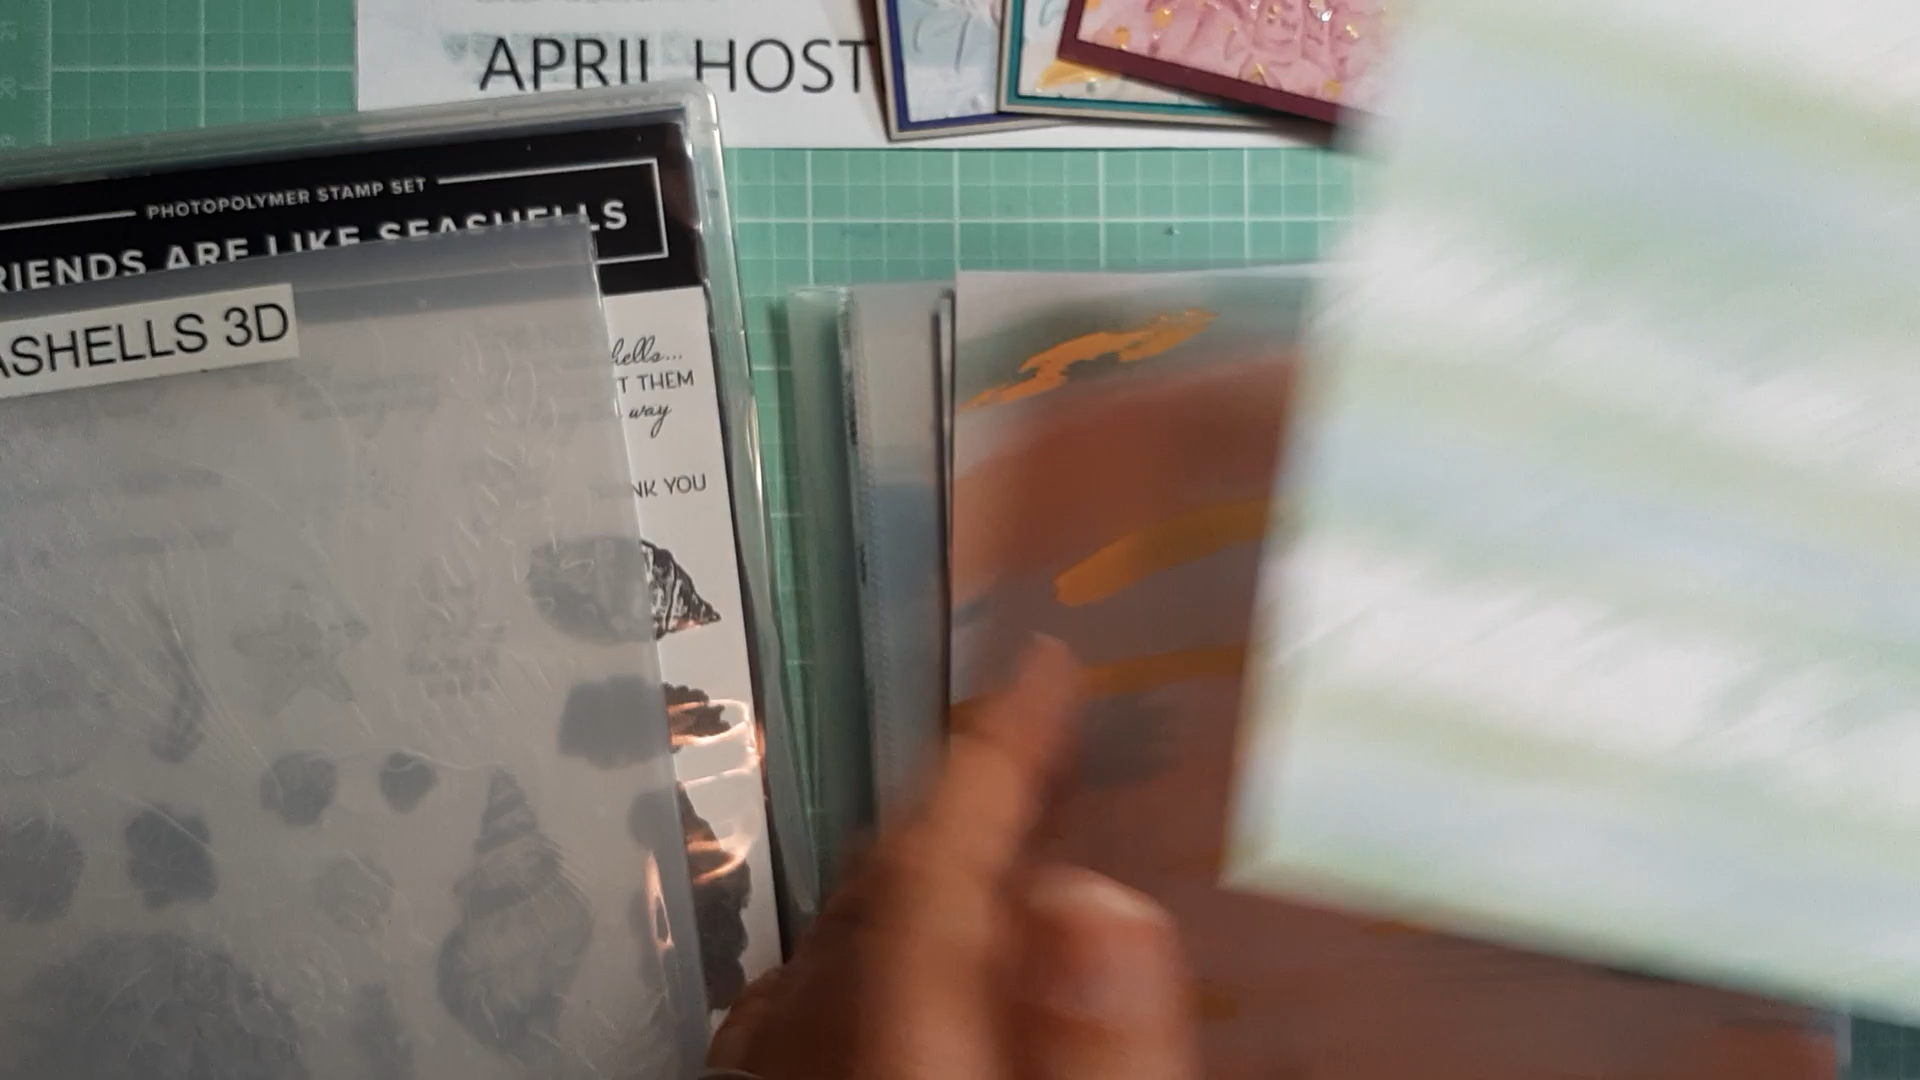 APRIL HOST
PHOTOPOLYMER STAMP SET
RIENDS ARE LIKE SEASHELLS
ASHELLS 3D
hells...
T THEM
way
NK YOU